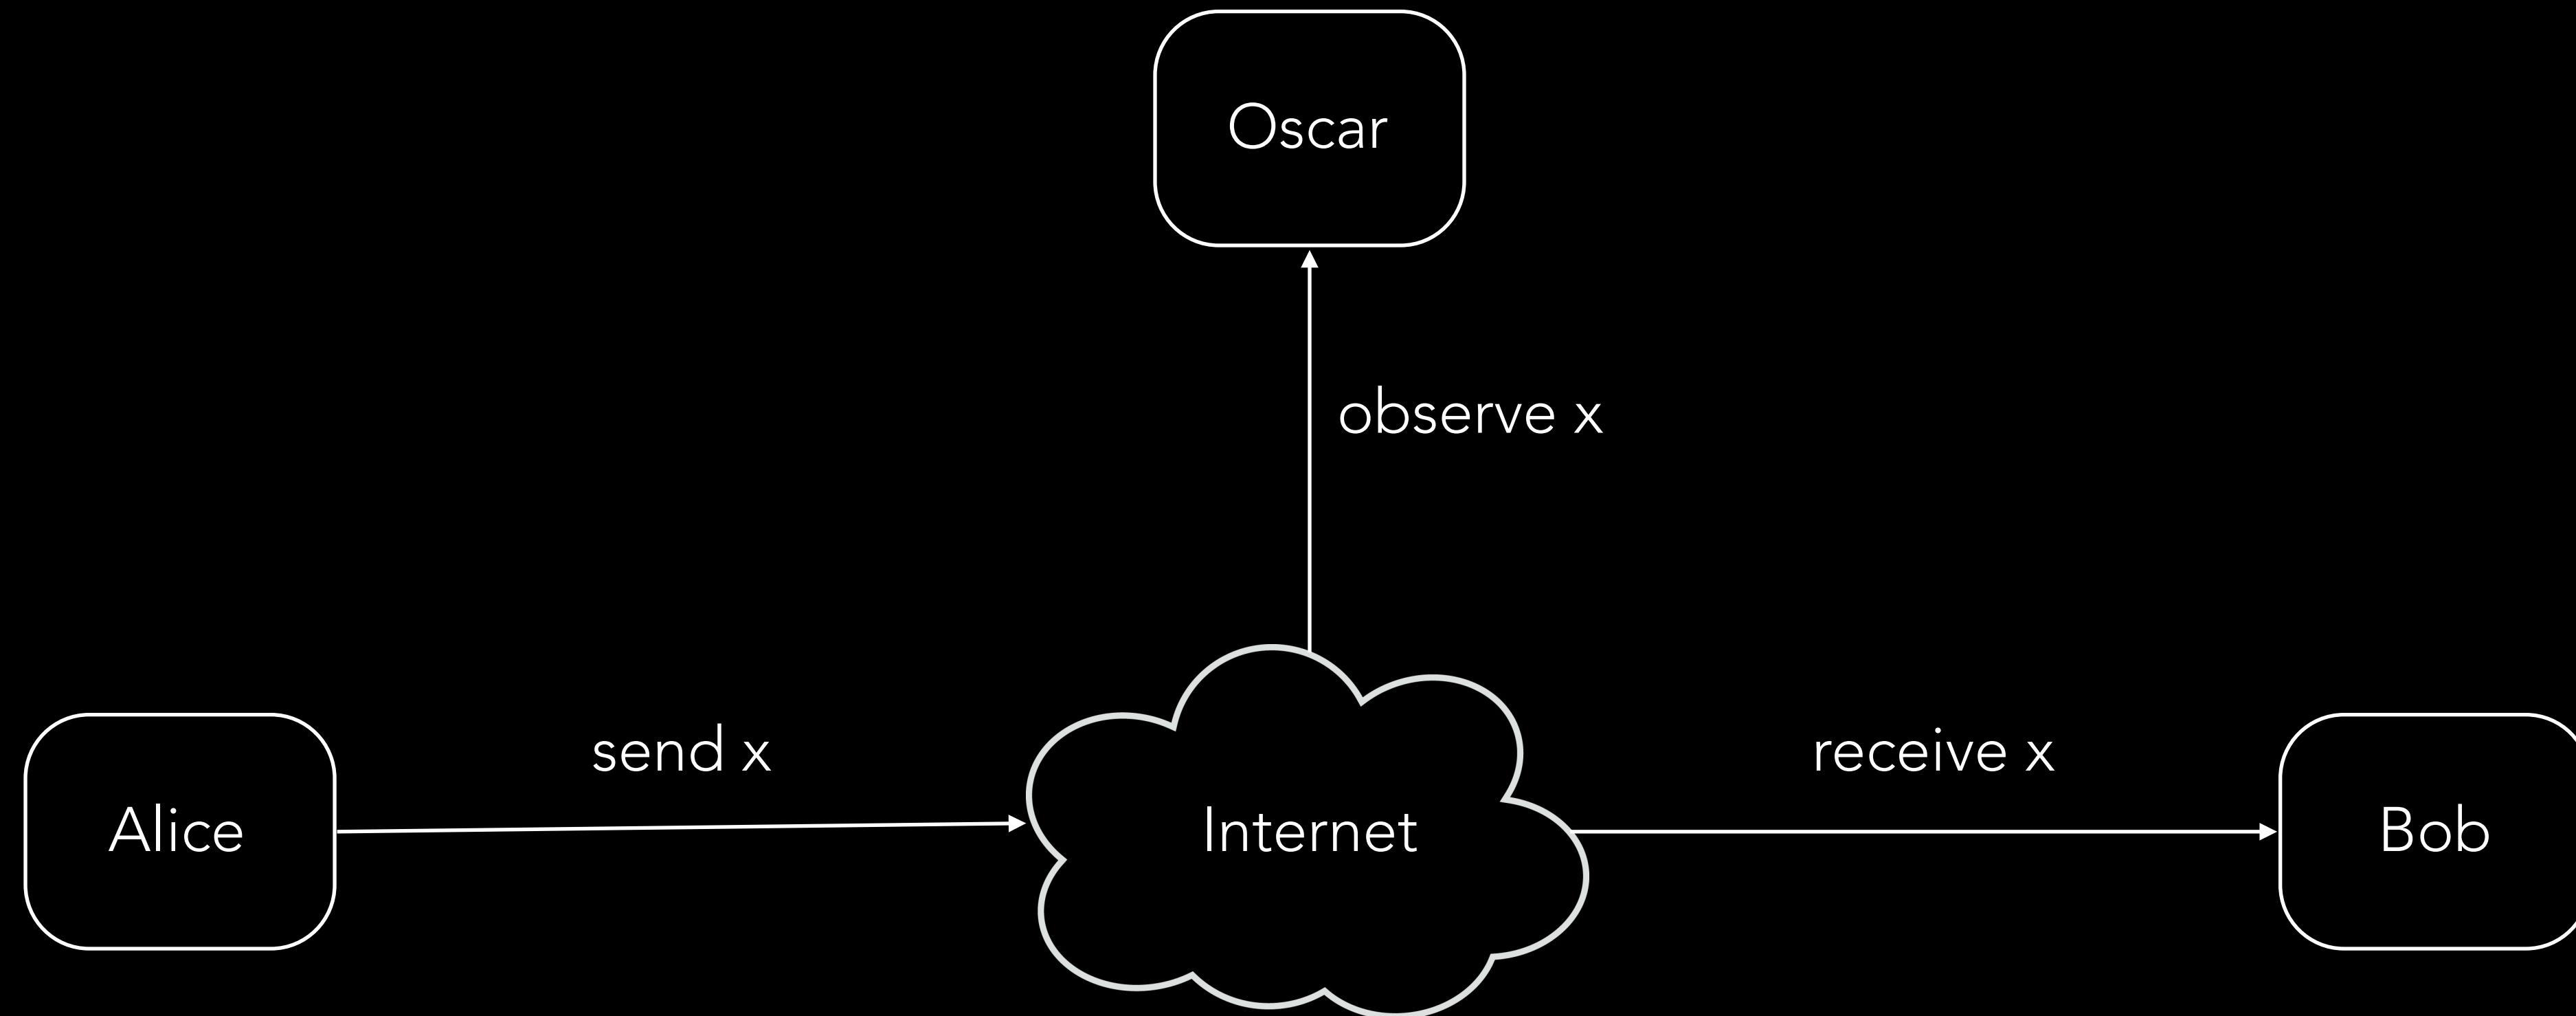 Oscar
observe x
send x
receive x
Alice
Internet
Bob